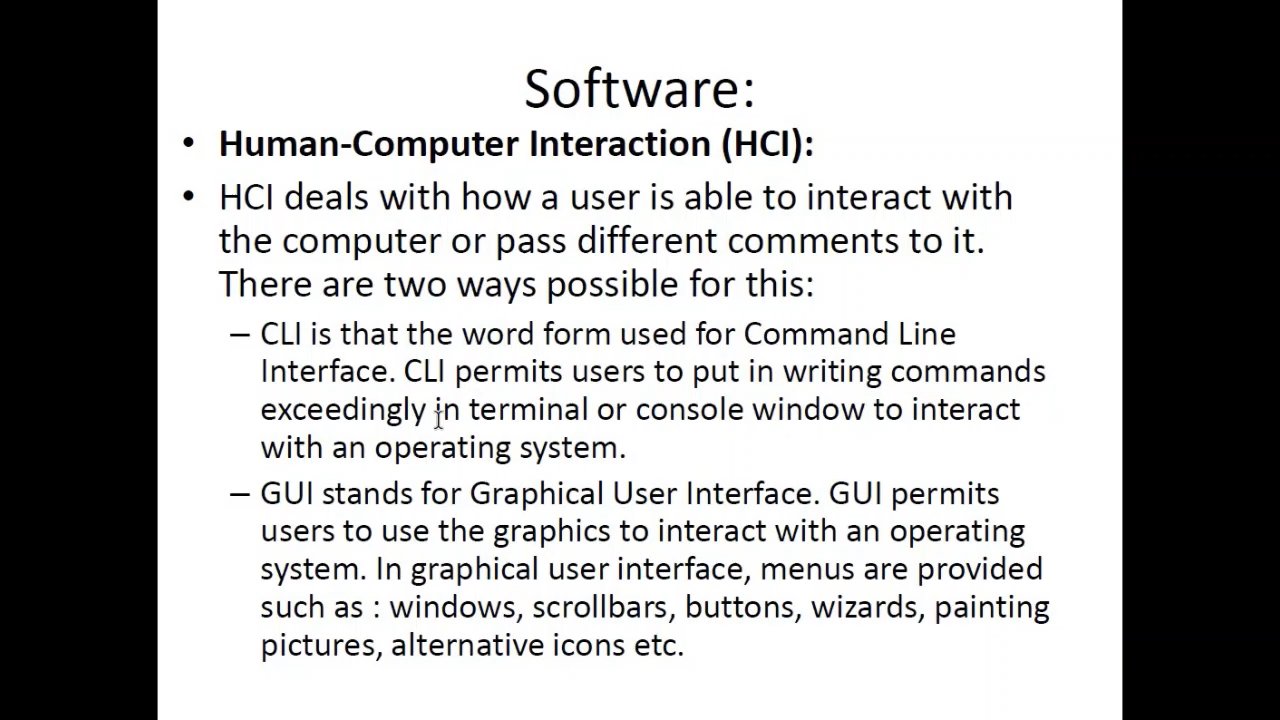 Software:
• Human-Computer Interaction (HCI):
• HCI deals with how a user is able to interact with
the computer or pass different comments to it.
There are two ways possible for this:
– CLI is that the word form used for Command Line
Interface. CLI permits users to put in writing commands
exceedingly in terminal or console window to interact
with an operating system.
– GUI stands for Graphical User Interface. GUI permits
users to use the graphics to interact with an operating
system. In graphical user interface, menus are provided
such as : windows, scrollbars, buttons, wizards, painting
pictures, alternative icons etc.